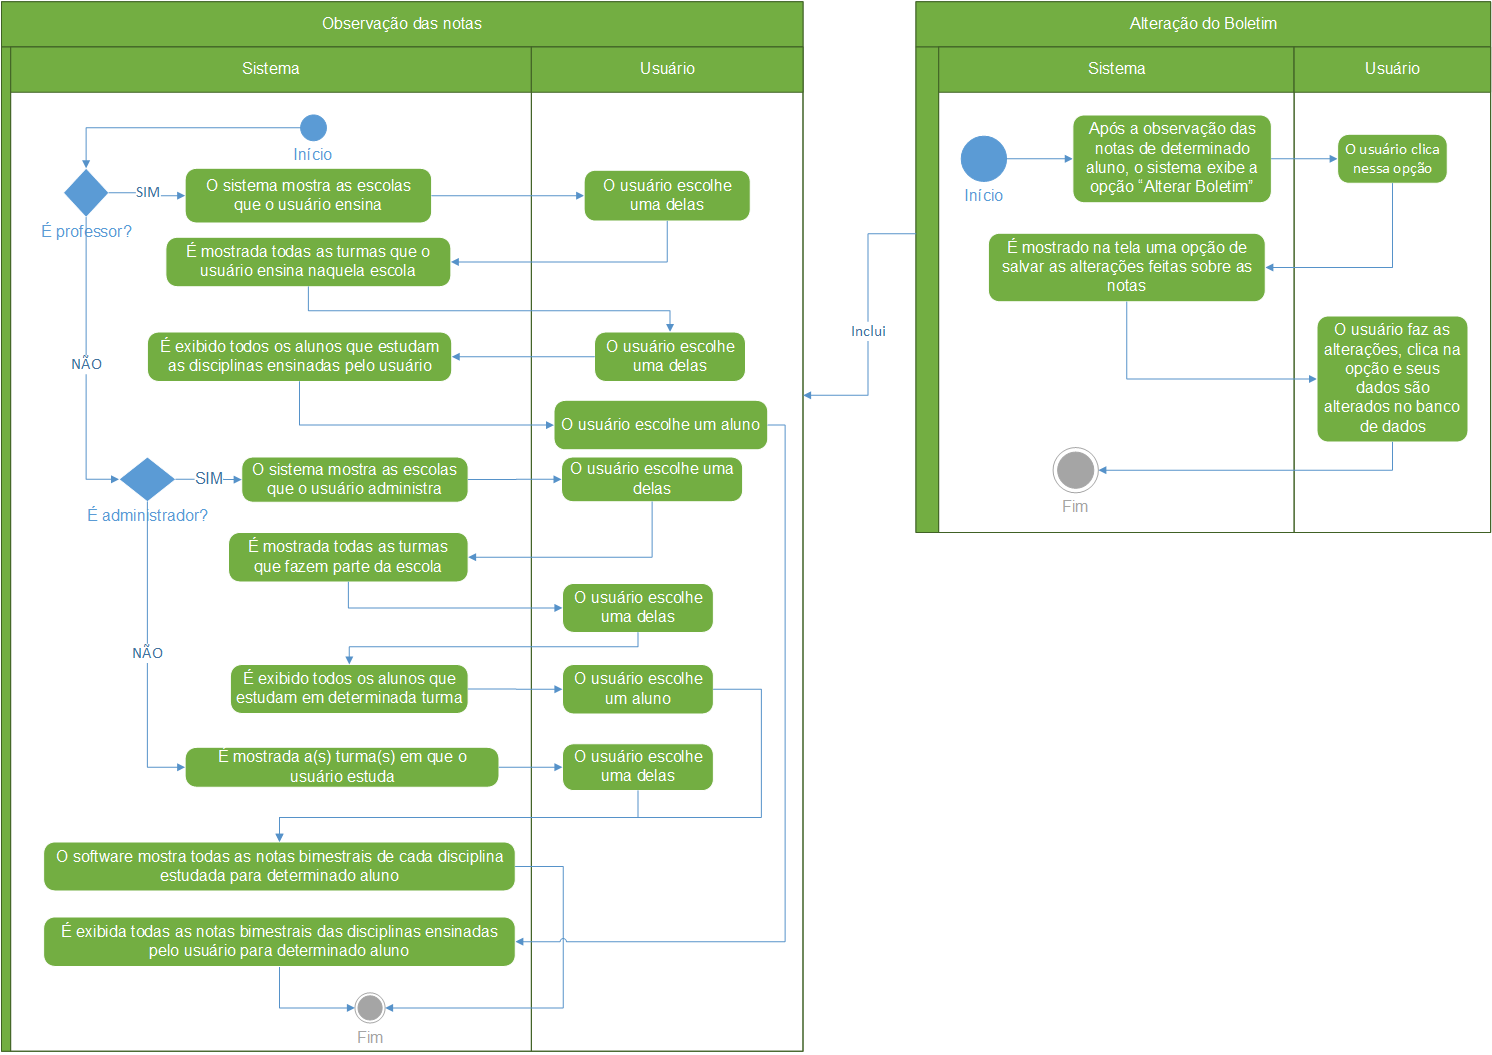 Observação das notas
Sistema
Usuário
Início
É professor?
SIM
O sistema mostra as escolas
que o usuário ensina
O usuário escolhe
uma delas
É mostrada todas as turmas que o
usuário ensina naquela escola
O usuário escolhe
uma delas
É exibido todos os alunos que estudam
as disciplinas ensinadas pelo usuário
NÃO
O usuário escolhe um aluno
É administrador?
SIM
O sistema mostra as escolas
que o usuário administra
O usuário escolhe uma
delas
É mostrada todas as turmas
que fazem parte da escola
O usuário escolhe
uma delas
NÃO
É exibido todos os alunos que
estudam em determinada turma
O usuário escolhe
um aluno
É mostrada a(s) turma(s) em que o
usuário estuda
O usuário escolhe
uma delas
O software mostra todas as notas bimestrais de cada disciplina
estudada para determinado aluno
É exibida todas as notas bimestrais das disciplinas ensinadas
pelo usuário para determinado aluno
Fim
Inclui
Alteração do Boletim
Sistema
Usuário
Início
Após a observação das
notas de determinado
aluno, o sistema exibe a
opção “Alterar Boletim”
O usuário clica
nessa opção
É mostrado na tela uma opção de
salvar as alterações feitas sobre as
notas
O usuário faz as
alterações, clica na
opção e seus
dados são
alterados no banco
de dados
Fim